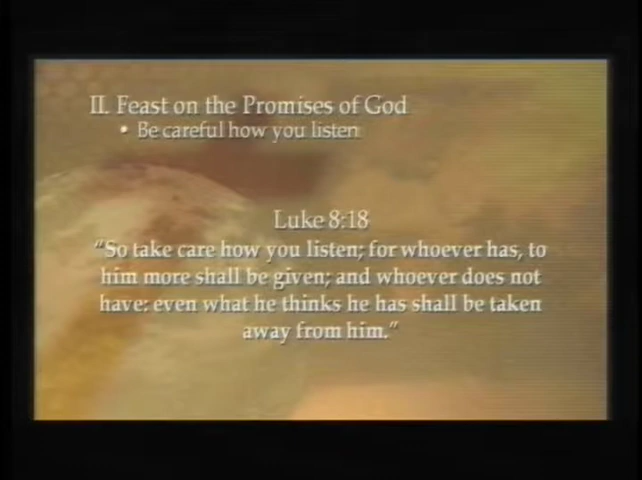 II. Feast on the Promises of God
• Be careful how you listen
Luke 8:18
“So take care how you listen; for whoever has, to
him more shall be given; and whoever does not
have; even what he thinks he has shall be taken
away from him.”